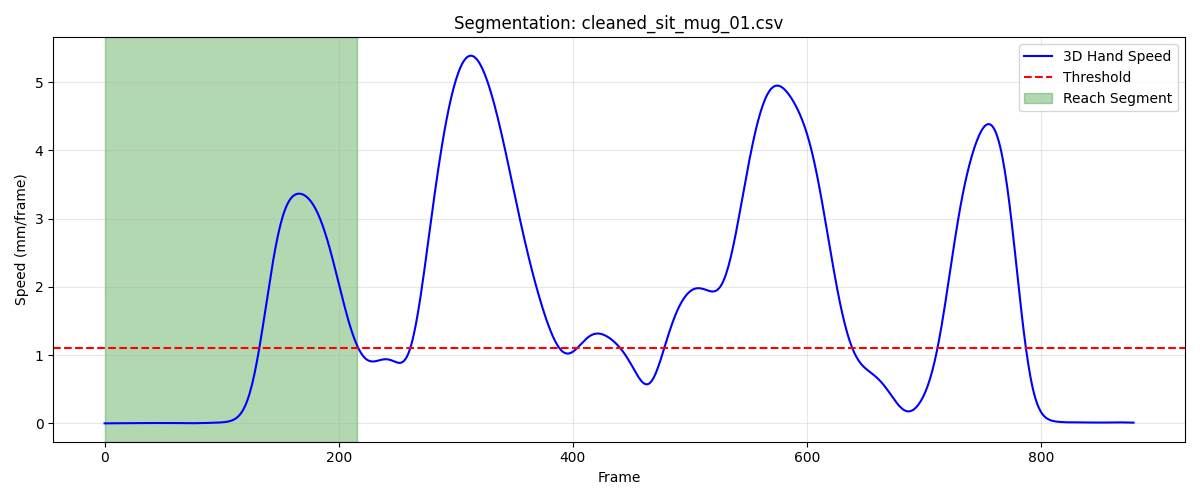 Segmentation: cleaned_sit_mug_01.csv
3D Hand Speed
Threshold
Reach Segment
Speed (mm/frame)
5
4
3
2
1
0
0 200 400 600 800
Frame